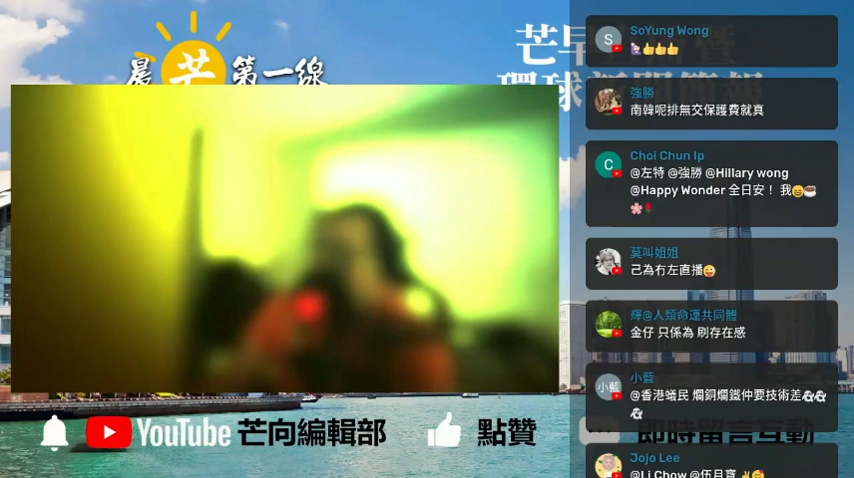 晨芒第一線
芒早
環球
SoYung Wong
強勝
南韓呢排無交保護費就真
Choi Chun Ip
@左特 @強勝 @Hillary wong
@Happy Wonder 全日安！ 我
莫叫姐姐
己為冇左直播
輝@人類命運共同體
金仔 只係為 刷存在感
小藍
小藍
@香港蟻民 爛銅爛鐵仲要技術差
Jojo Lee
@Li Chow @伍月寶
YouTube 芒向編輯部
點贊
即時留言互動